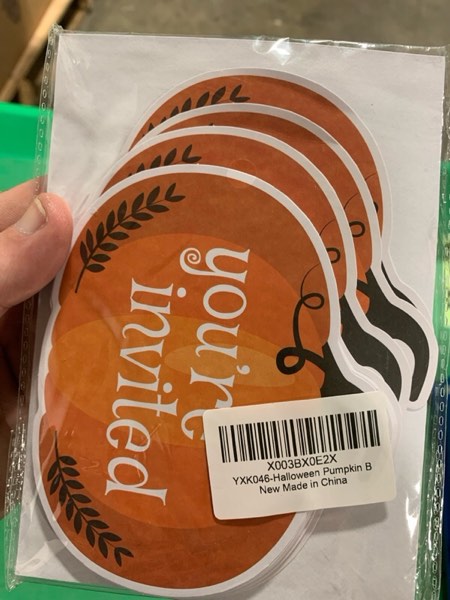 you're
invited
X003BX0E2X
YXK046-Halloween Pumpkin B
New Made in China